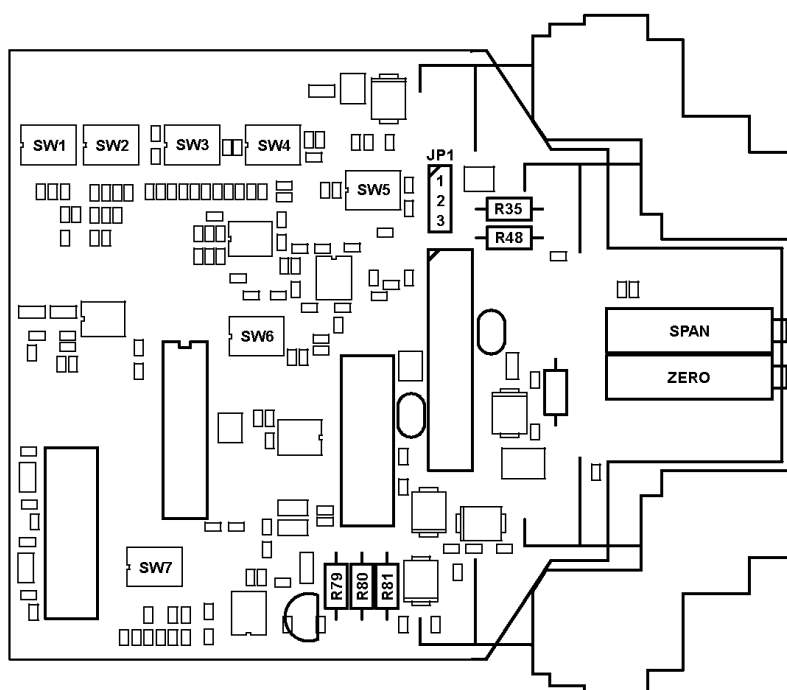 JP1
SW1 SW2 SW3 SW4
SW5
1
2
3
R35
R48
SPAN
SW6
ZERO
SW7
R79 R80 R81